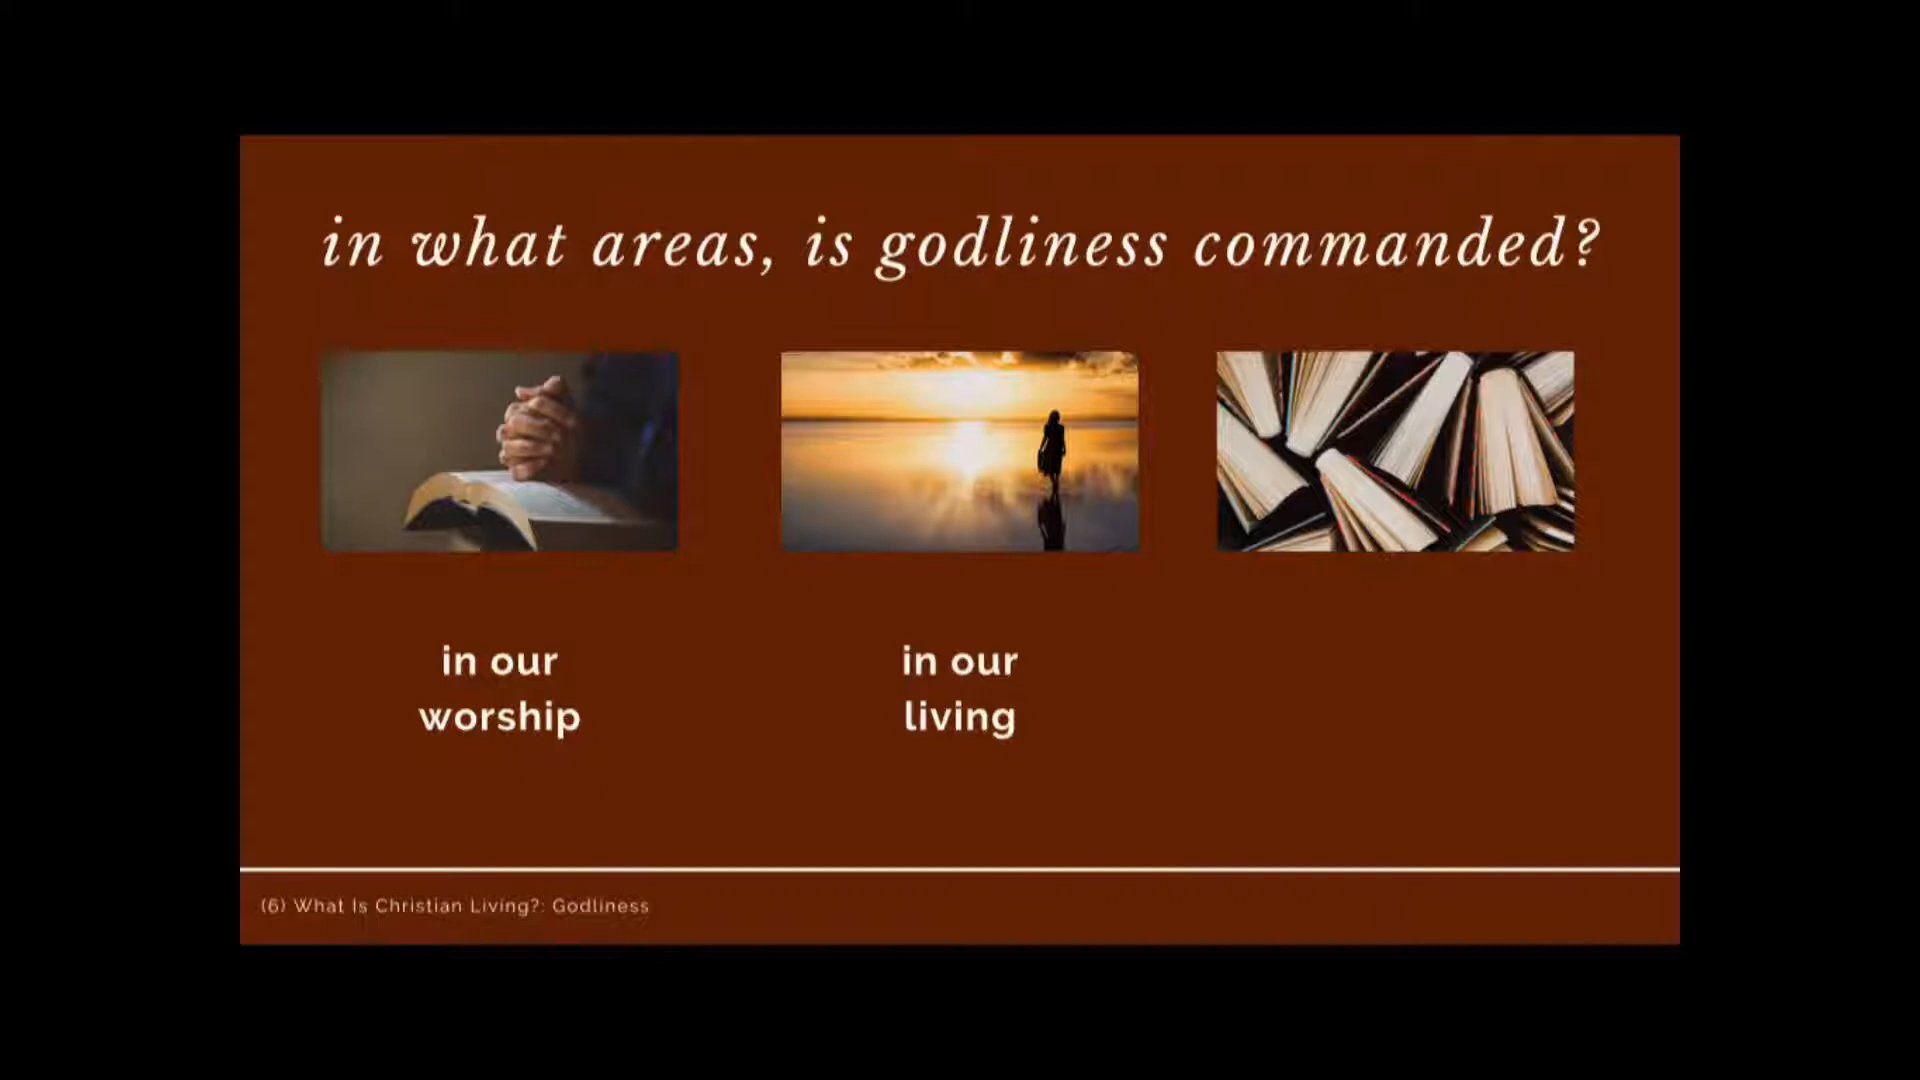 in what areas, is godliness commanded?
in our
worship
in our
living
(6) What Is Christian Living?: Godliness